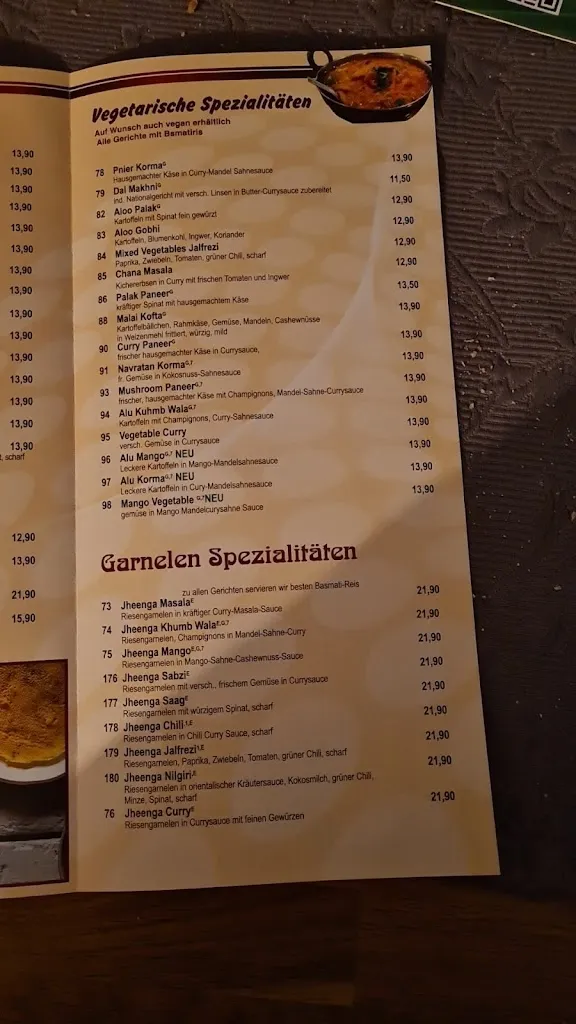 13,90
13,90
13,90
13,90
13,90
13,90
13,90
13,90
13,90
13,90
13,90
13,90
13,90
13,90
scharf
12,90
13,90
21,90
15,90
Vegetarische Spezialitäten
Auf Wunsch auch vegan erhältlich
Alle Gerichte mit Bamatiris
78 Pnier Korma G 13,90
Hausgemachter Käse in Curry-Mandel Sahnesauce
79 Dal Makhni G 11,50
ind. Nationalgericht mit versch. Linsen in Butter-Currysauce zubereitet
82 Aloo Palak G 12,90
Kartoffeln mit Spinat fein gewürzt
83 Aloo Gobhi 12,90
Kartoffeln, Blumenkohl, Ingwer, Koriander
84 Mixed Vegetables Jalfrezi 12,90
Paprika, Zwiebeln, Tomaten, grüner Chili, scharf
85 Chana Masala 12,90
Kichererbsen in Curry mit frischen Tomaten und Ingwer
86 Palak Paneer G 13,50
kräftiger Spinat mit hausgemachtem Käse
88 Malai Kofta G 13,90
Kartoffelbällchen, Rahmkäse, Gemüse, Mandeln, Cashewnüsse
in Weizenmehl frittiert, würzig, mild
90 Curry Paneer G 13,90
frischer hausgemachter Käse in Currysauce,
91 Navratan Korma G,7 13,90
fr. Gemüse in Kokosnuss-Sahnesauce
93 Mushroom Paneer G,7 13,90
frischer, hausgemachter Käse mit Champignons, Mandel-Sahne-Currysauce
94 Alu Kuhmb Wala G,7 13,90
Kartoffeln mit Champignons, Curry-Sahnesauce
95 Vegetable Curry 13,90
versch. Gemüse in Currysauce
96 Alu Mango G,7 NEU 13,90
Leckere Kartoffeln in Mango-Mandelsahnesauce
97 Alu Korma G,7 NEU 13,90
Leckere Kartoffeln in Cury-Mandelsahnesauce
98 Mango Vegetable G,7 NEU 13,90
gemüse in Mango Mandelcurysahne Sauce
Garnelen Spezialitäten
zu allen Gerichten servieren wir besten Basmati-Reis
73 Jheenga Masala E 21,90
Riesengarnelen in kräftiger Curry-Masala-Sauce
74 Jheenga Khumb Wala E,G,7 21,90
Riesengarnelen, Champignons in Mandel-Sahne-Curry
75 Jheenga Mango E,G,7 21,90
Riesengarnelen in Mango-Sahne-Cashewnuss-Sauce
176 Jheenga Sabzi E 21,90
Riesengarnelen mit versch., frischem Gemüse in Currysauce
177 Jheenga Saag E 21,90
Riesengarnelen mit würzigem Spinat, scharf
178 Jheenga Chili 1,E 21,90
Riesengarnelen in Chili Curry Sauce, scharf
179 Jheenga Jalfrezi 1,E 21,90
Riesengarnelen, Paprika, Zwiebeln, Tomaten, grüner Chili, scharf
180 Jheenga Nilgiri E 21,90
Riesengarnelen in orientalischer Kräutersauce, Kokosmilch, grüner Chili,
Minze, Spinat, scharf
76 Jheenga Curry E 21,90
Riesengarnelen in Currysauce mit feinen Gewürzen